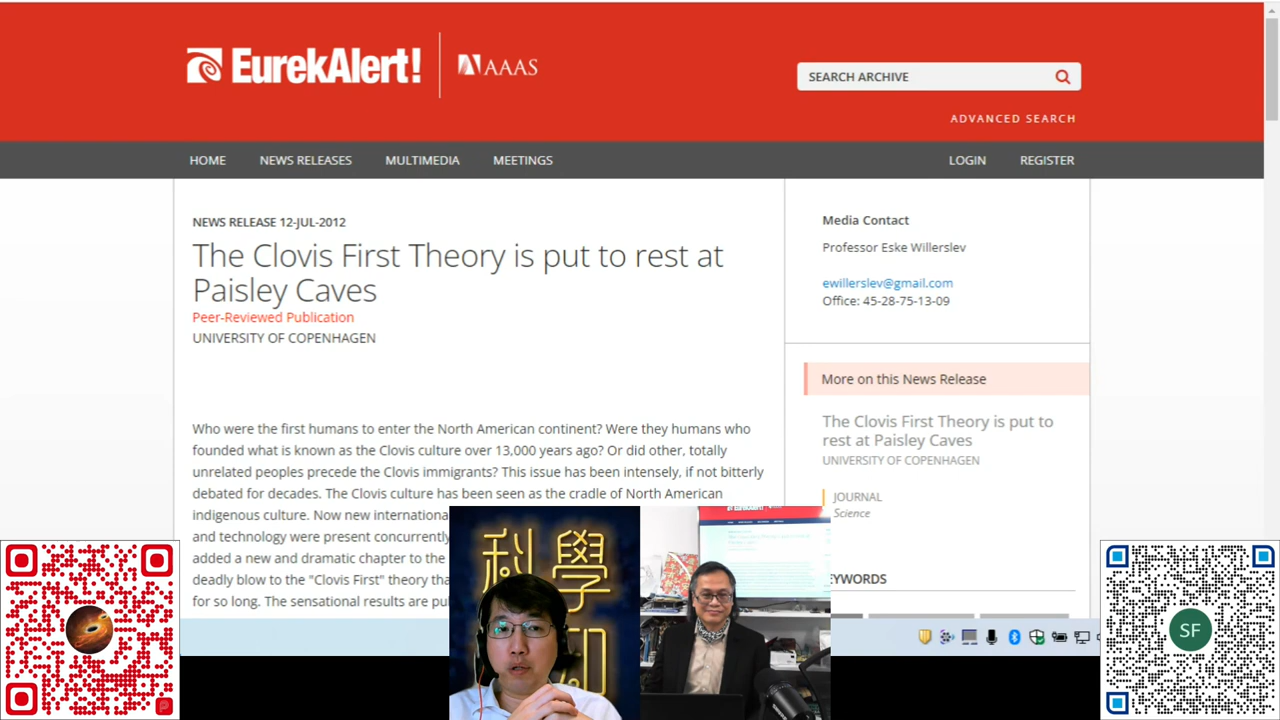 EurekAlert!
AAAS
SEARCH ARCHIVE
ADVANCED SEARCH
HOME
NEWS RELEASES
MULTIMEDIA
MEETINGS
LOGIN
REGISTER
NEWS RELEASE 12-JUL-2012
The Clovis First Theory is put to rest at
Paisley Caves
Peer-Reviewed Publication
UNIVERSITY OF COPENHAGEN
Who were the first humans to enter the North American continent? Were they humans who
founded what is known as the Clovis culture over 13,000 years ago? Or did other, totally
unrelated peoples precede the Clovis immigrants? This issue has been intensely, if not bitterly
debated for decades. The Clovis culture has been seen as the cradle of North American
indigenous culture. Now new international
and technology were present concurrently
added a new and dramatic chapter to the
deadly blow to the "Clovis First" theory
for so long. The sensational results are
Media Contact
Professor Eske Willerslev
ewillerslev@gmail.com
Office: 45-28-75-13-09
More on this News Release
The Clovis First Theory is put to
rest at Paisley Caves
UNIVERSITY OF COPENHAGEN
JOURNAL
Science
EYWORDS
科學
SF